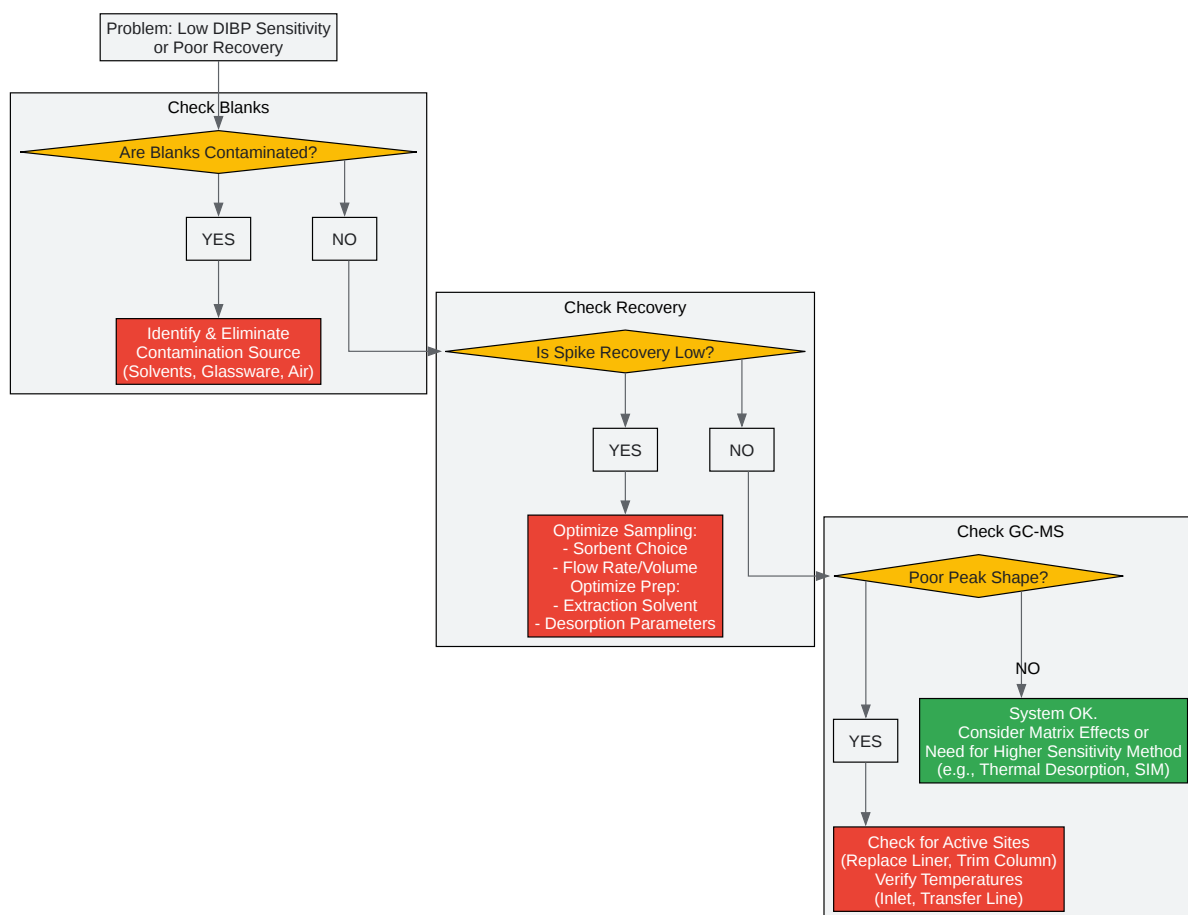 Problem: Low DIBP Sensitivity
or Poor Recovery
Check Blanks
Are Blanks Contaminated?
YES
NO
Identify & Eliminate
Contamination Source
(Solvents, Glassware, Air)
Check Recovery
Is Spike Recovery Low?
YES
NO
Optimize Sampling:
- Sorbent Choice
- Flow Rate/Volume
Optimize Prep:
- Extraction Solvent
- Desorption Parameters
Check GC-MS
Poor Peak Shape?
NO
System OK.
Consider Matrix Effects or
Need for Higher Sensitivity Method
(e.g., Thermal Desorption, SIM)
YES
Check for Active Sites
(Replace Liner, Trim Column)
Verify Temperatures
(Inlet, Transfer Line)